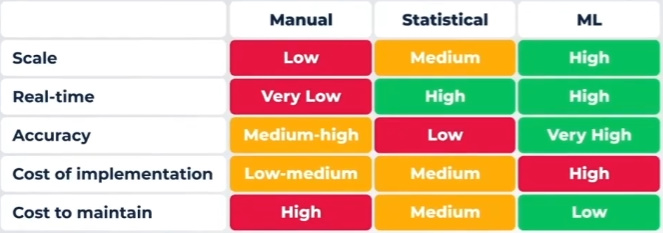 Manual Statistical ML
Scale Low Medium High
Real-time Very Low High High
Accuracy Medium-high Low Very High
Cost of implementation Low-medium Medium High
Cost to maintain High Medium Low